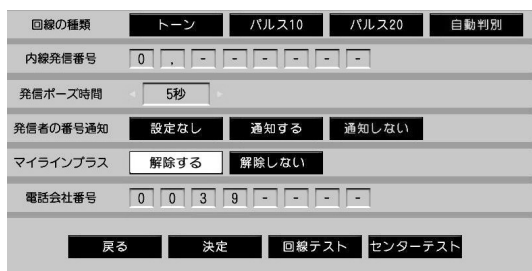 回線の種類 トーン パルス10 パルス20 自動判別
内線発信番号 0 . - - - - - -
発信ポーズ時間 5秒
発信者の番号通知 設定なし 通知する 通知しない
マイラインプラス 解除する 解除しない
電話会社番号 0 0 3 9 - - - -
戻る 決定 回線テスト センターテスト